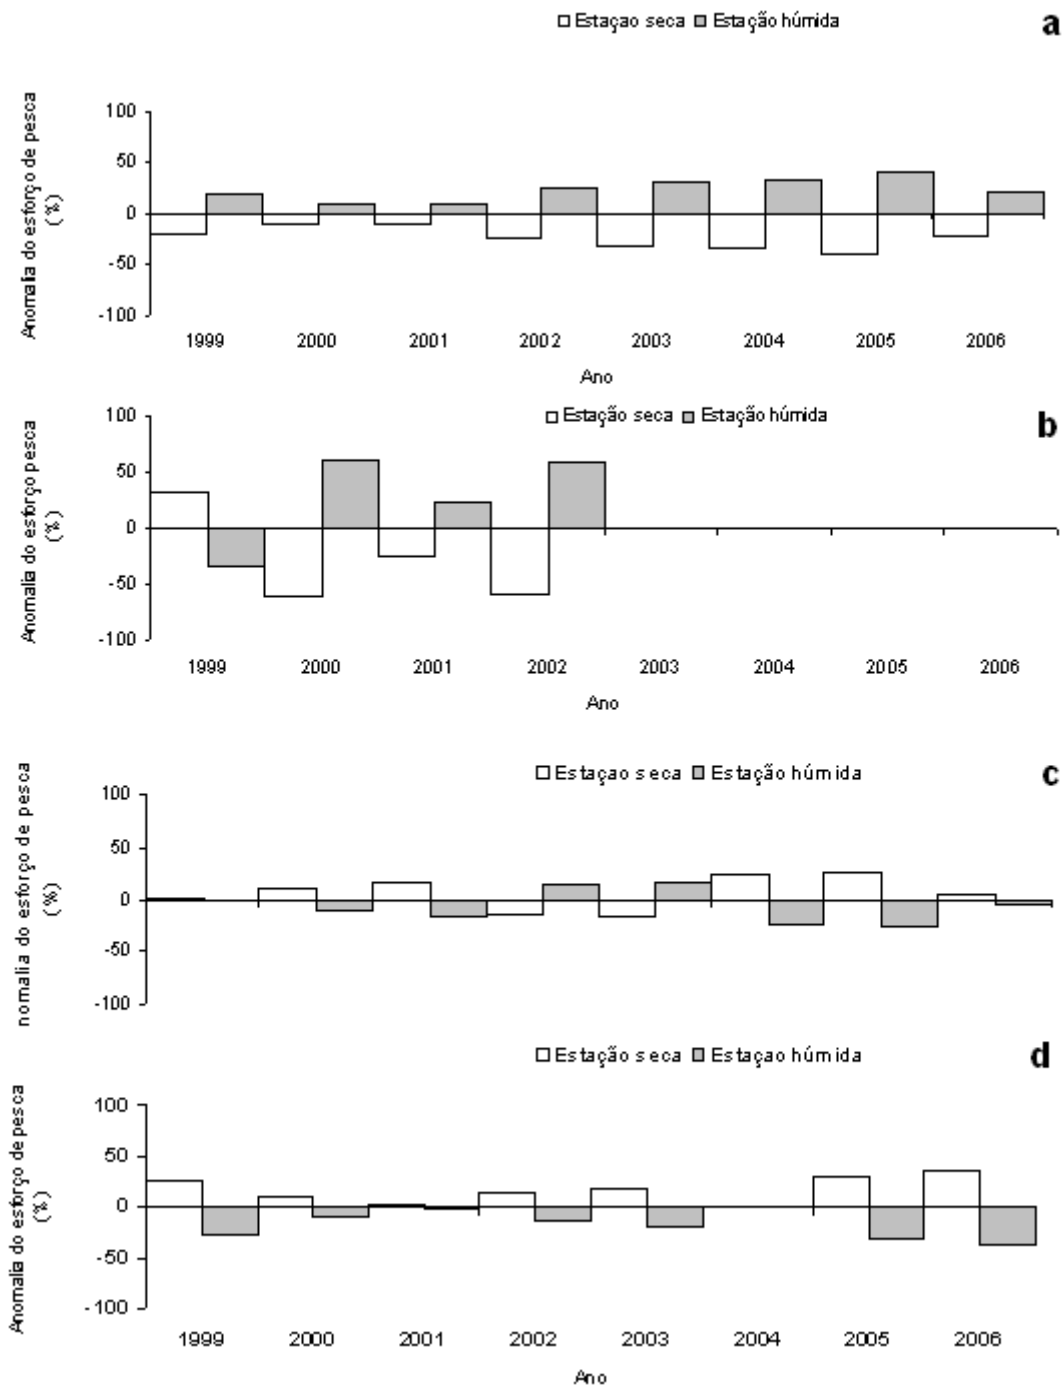 Estaçao seca Estação húmida
a
Anomalia do esforço de pesca
(%)
100
50
0
-50
-100
1999 2000 2001 2002 2003 2004 2005 2006
Ano
Estação seca Estação húmida
b
Anomalia do esforço pesca
(%)
100
50
0
-50
-100
1999 2000 2001 2002 2003 2004 2005 2006
Ano
Estaçao seca Estação húmida
c
nomalia do esforço de pesca
(%)
100
50
0
-50
-100
Estação seca Estaçao húmida
d
Anomalia do esforço de pesca
(%)
100
50
0
-50
-100
1999 2000 2001 2002 2003 2004 2005 2006
Ano